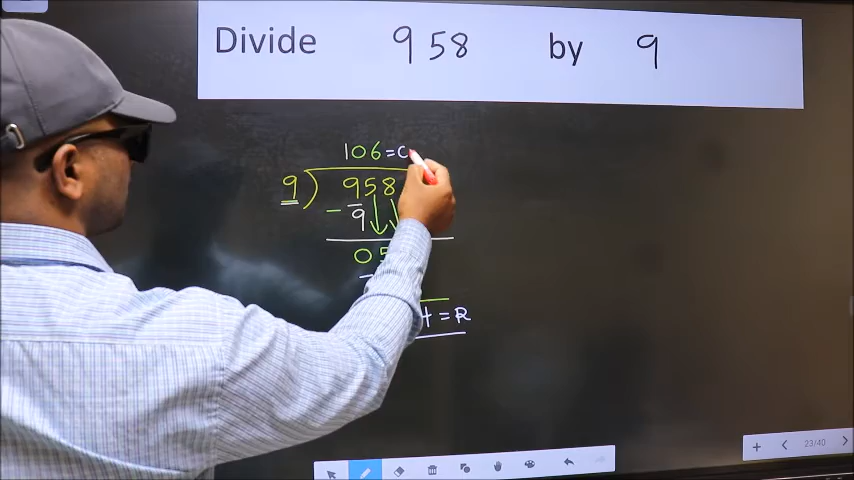 Divide 958 by 9
106 = C
9 ) 958
- 9
05
4 = R
23/40